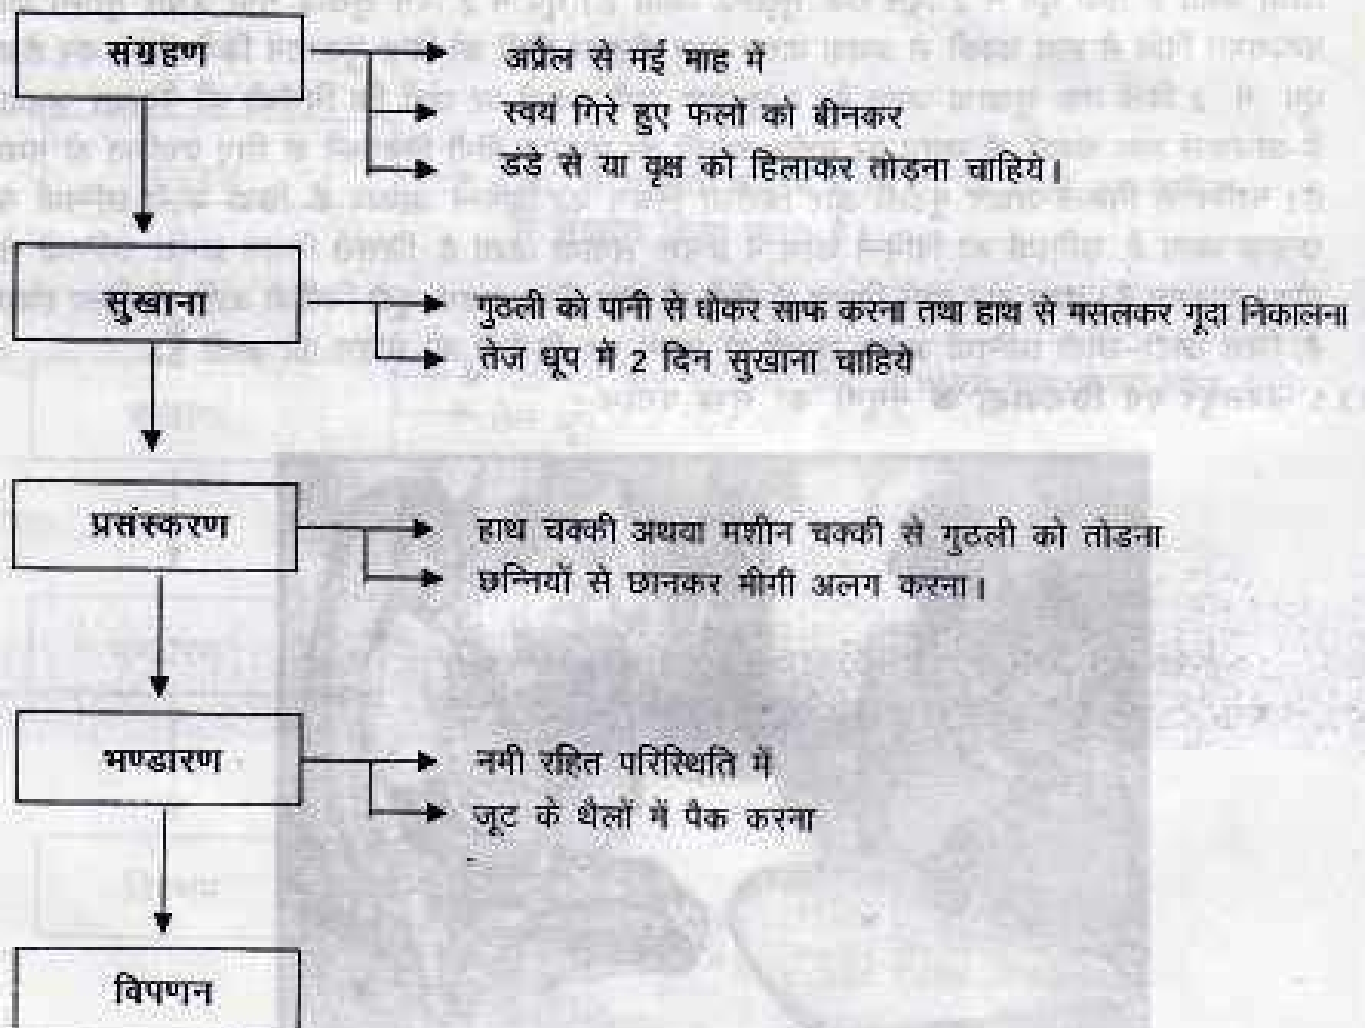 संग्रहण
अप्रैल से मई माह में
स्वयं गिरे हुए फलों को बीनकर
डंडे से या वृक्ष को हिलाकर तोड़ना चाहिये।
सुखाना
गुठली को पानी से धोकर साफ करना तथा हाथ से मसलकर गूदा निकालना
तेज धूप में 2 दिन सुखाना चाहिये
प्रसंस्करण
हाथ चक्की अथवा मशीन चक्की से गुठली को तोडना
छन्नियों से छानकर मीगी अलग करना।
भण्डारण
नमी रहित परिस्थिति में
जूट के थैलों में पैक करना
विपणन